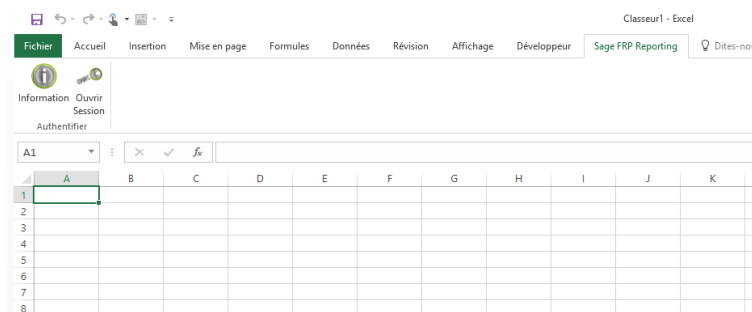 Classeur1 - Excel
Fichier Accueil Insertion Mise en page Formules Données Révision Affichage Développeur Sage FRP Reporting
Information Ouvrir
Session
Authentifier
A1 fx
A B C D E F G H I J K
1
2
3
4
5
6
7
8